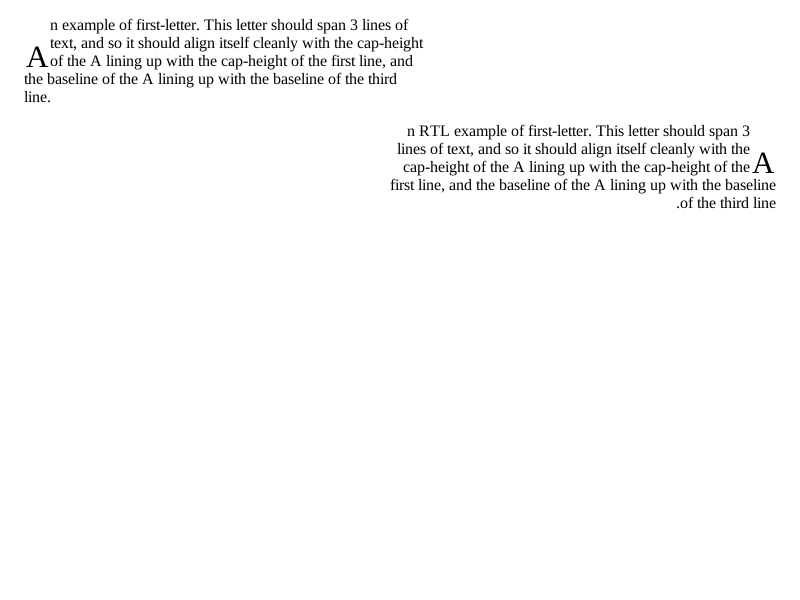 An example of first-letter. This letter should span 3 lines of
text, and so it should align itself cleanly with the cap-height
of the A lining up with the cap-height of the first line, and
the baseline of the A lining up with the baseline of the third
line.
An RTL example of first-letter. This letter should span 3
lines of text, and so it should align itself cleanly with the
cap-height of the A lining up with the cap-height of the
first line, and the baseline of the A lining up with the baseline
.of the third line